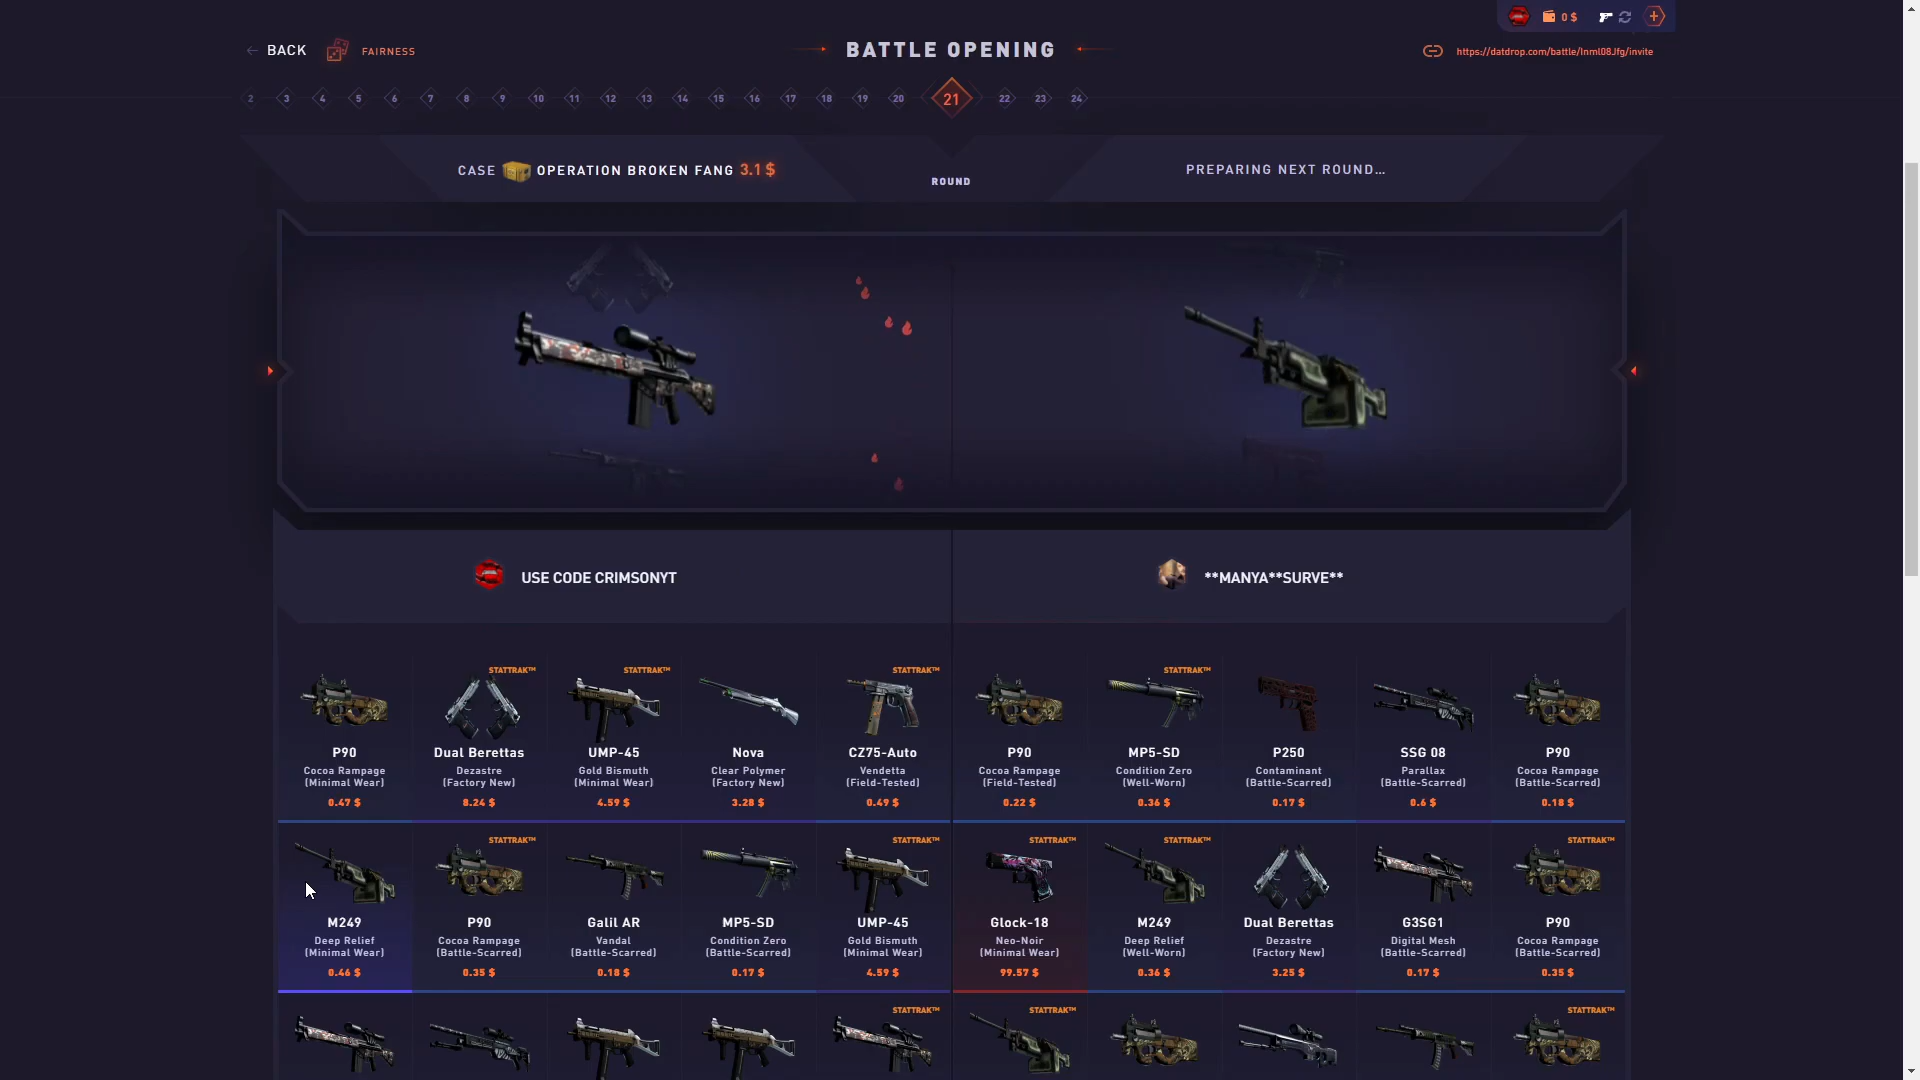 0 $
BACK
FAIRNESS
BATTLE OPENING
https://datdrop.com/battle/Inml08Jfg/invite
2 3 4 5 6 7 8 9 10 11 12 13 14 15 16 17 18 19 20 21 22 23 24
CASE OPERATION BROKEN FANG 3.1 $
ROUND
PREPARING NEXT ROUND...
USE CODE CRIMSONYT
**MANYA**SURVE**
P90
Cocoa Rampage
(Minimal Wear)
0.47 $
STATTRAK™
Dual Berettas
Dezastre
(Factory New)
8.24 $
STATTRAK™
UMP-45
Gold Bismuth
(Minimal Wear)
4.59 $
Nova
Clear Polymer
(Factory New)
3.28 $
STATTRAK™
CZ75-Auto
Vendetta
(Field-Tested)
0.49 $
P90
Cocoa Rampage
(Field-Tested)
0.22 $
STATTRAK™
MP5-SD
Condition Zero
(Well-Worn)
0.36 $
P250
Contaminant
(Battle-Scarred)
0.17 $
SSG 08
Parallax
(Battle-Scarred)
0.6 $
P90
Cocoa Rampage
(Battle-Scarred)
0.18 $
M249
Deep Relief
(Minimal Wear)
0.46 $
STATTRAK™
P90
Cocoa Rampage
(Battle-Scarred)
0.35 $
Galil AR
Vandal
(Battle-Scarred)
0.18 $
MP5-SD
Condition Zero
(Battle-Scarred)
0.17 $
STATTRAK™
UMP-45
Gold Bismuth
(Minimal Wear)
4.59 $
STATTRAK™
Glock-18
Neo-Noir
(Minimal Wear)
99.57 $
STATTRAK™
M249
Deep Relief
(Well-Worn)
0.36 $
Dual Berettas
Dezastre
(Factory New)
3.25 $
G3SG1
Digital Mesh
(Battle-Scarred)
0.17 $
STATTRAK™
P90
Cocoa Rampage
(Battle-Scarred)
0.35 $
STATTRAK™
STATTRAK™
STATTRAK™